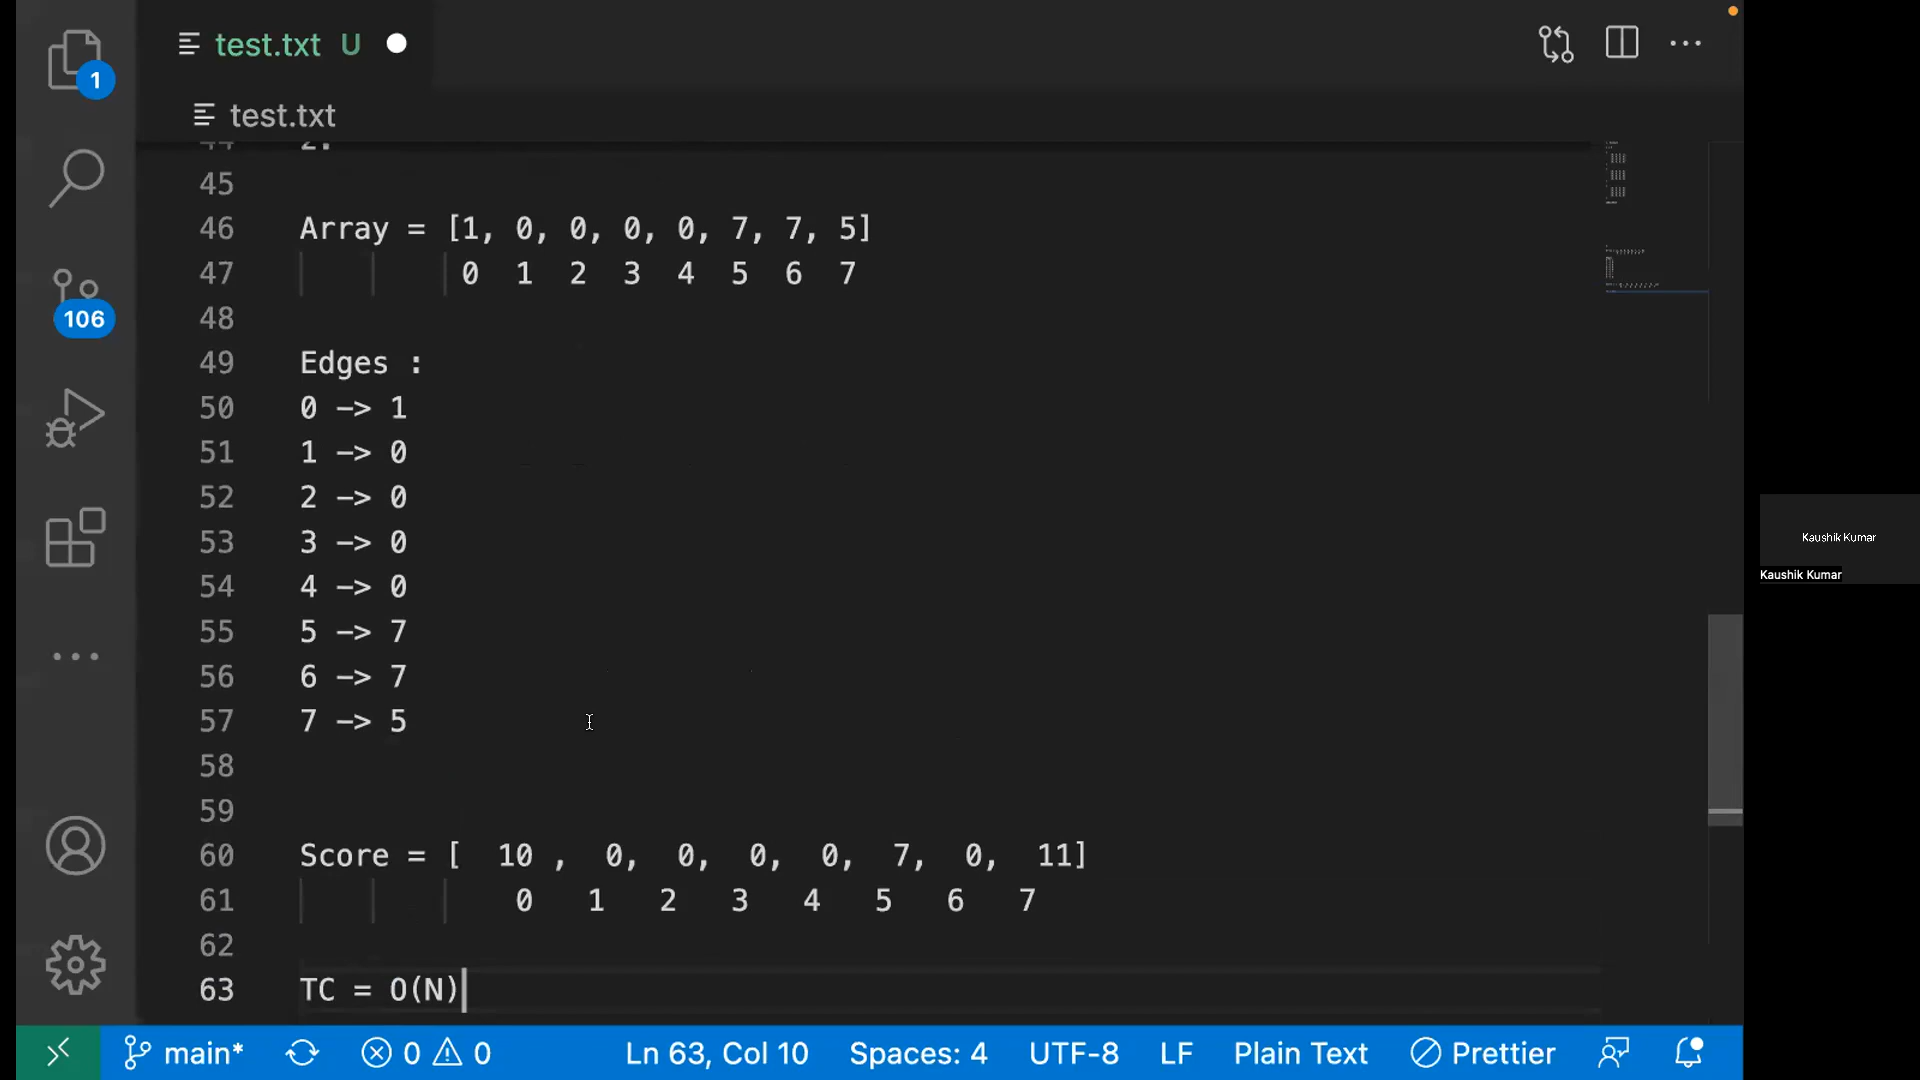 test.txt U
test.txt
1
106
44 2.
45
46 Array = [1, 0, 0, 0, 0, 7, 7, 5]
47 0 1 2 3 4 5 6 7
48
49 Edges :
50 0 -> 1
51 1 -> 0
52 2 -> 0
53 3 -> 0
54 4 -> 0
55 5 -> 7
56 6 -> 7
57 7 -> 5
58
59
60 Score = [ 10 , 0, 0, 0, 0, 7, 0, 11]
61 0 1 2 3 4 5 6 7
62
63 TC = O(N)
main* 0 0 Ln 63, Col 10 Spaces: 4 UTF-8 LF Plain Text Prettier
Kaushik Kumar
Kaushik Kumar